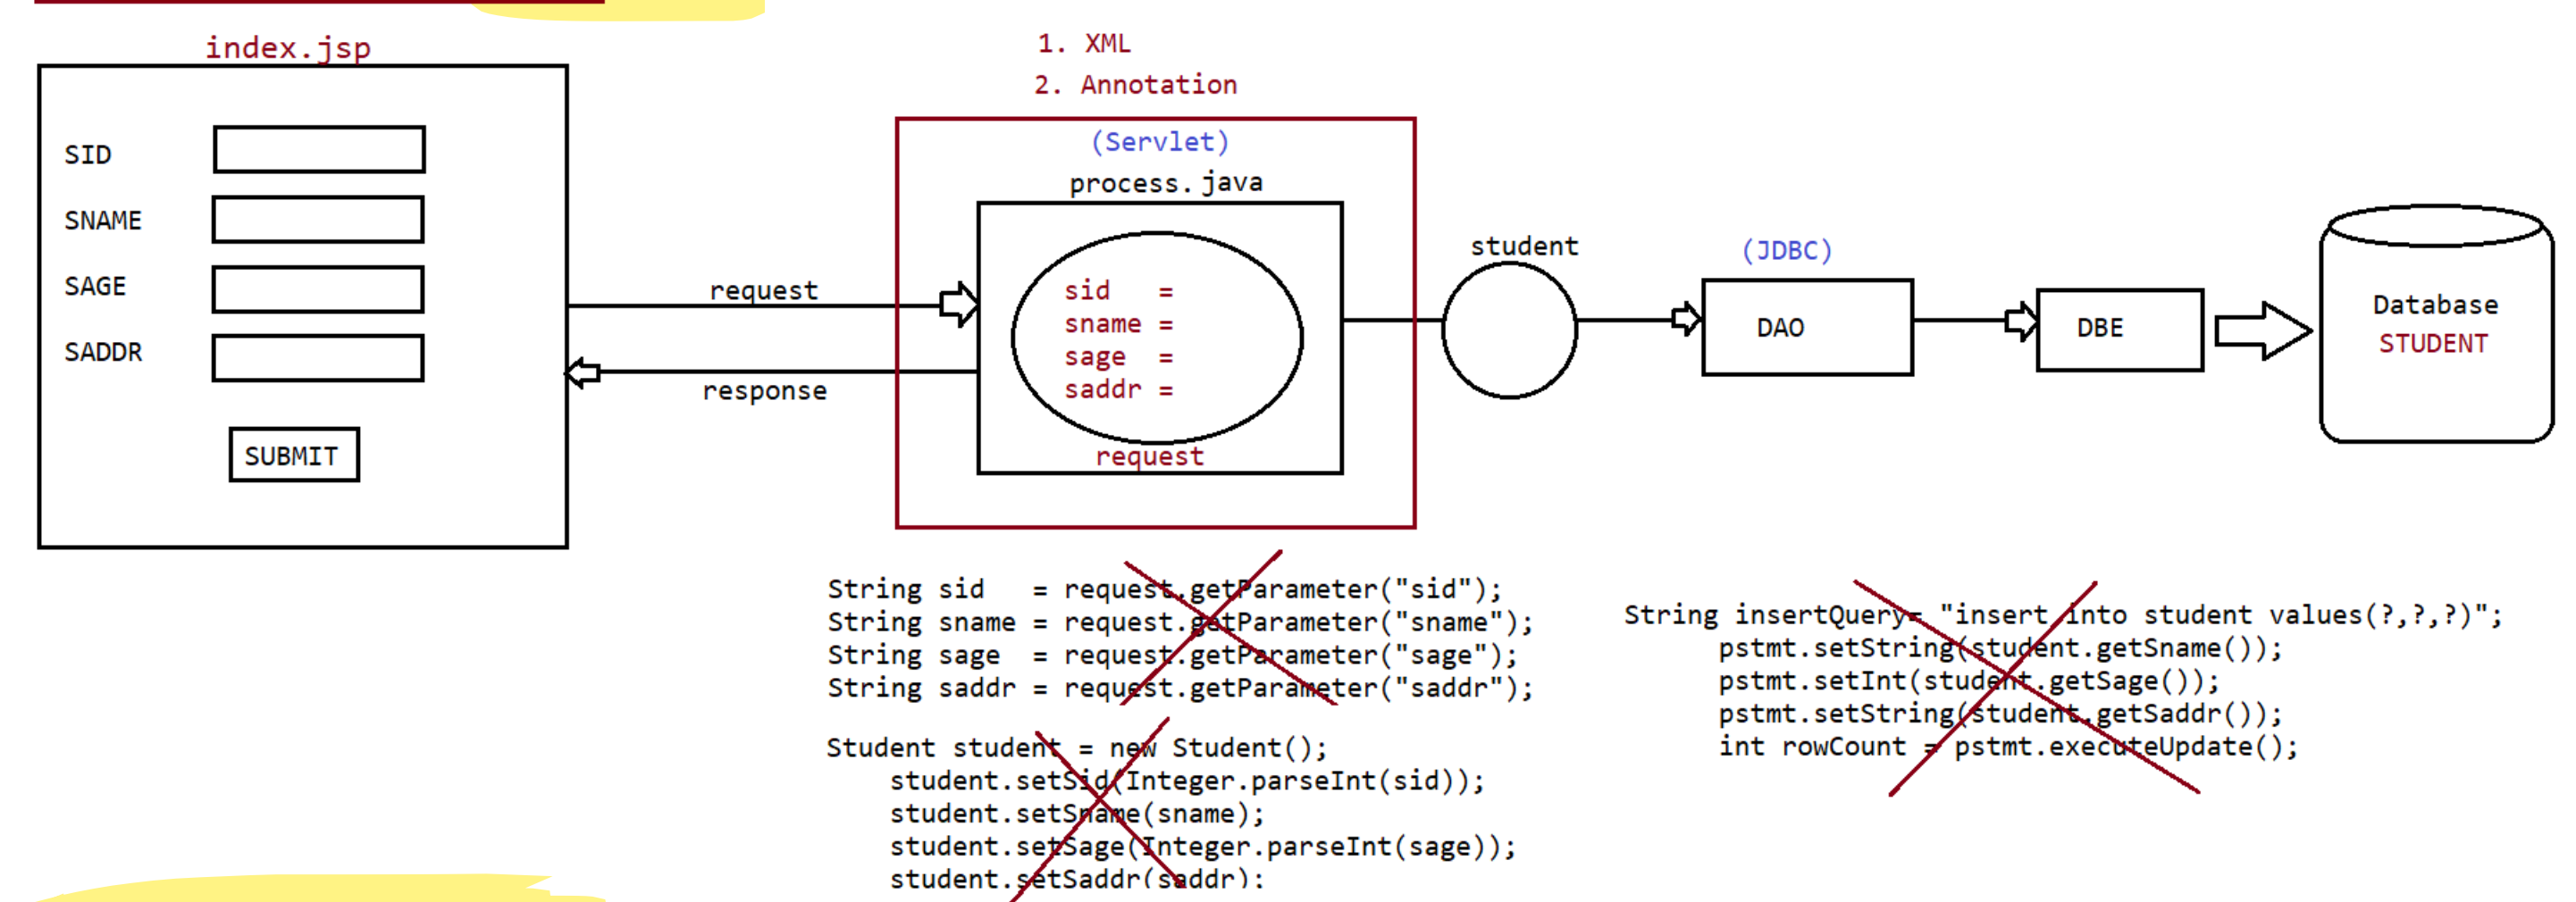 index.jsp
SID
SNAME
SAGE
SADDR
SUBMIT
request
response
1. XML
2. Annotation
(Servlet)
process.java
sid   =
sname =
sage  =
saddr =
request
student
(JDBC)
DAO
DBE
Database
STUDENT
String sid   = request.getParameter("sid");
String sname = request.getParameter("sname");
String sage  = request.getParameter("sage");
String saddr = request.getParameter("saddr");
Student student = new Student();
student.setSid(Integer.parseInt(sid));
student.setSname(sname);
student.setSage(Integer.parseInt(sage));
student.setSaddr(saddr);
String insertQuery= "insert into student values(?,?,?)";
pstmt.setString(student.getSname());
pstmt.setInt(student.getSage());
pstmt.setString(student.getSaddr());
int rowCount = pstmt.executeUpdate();